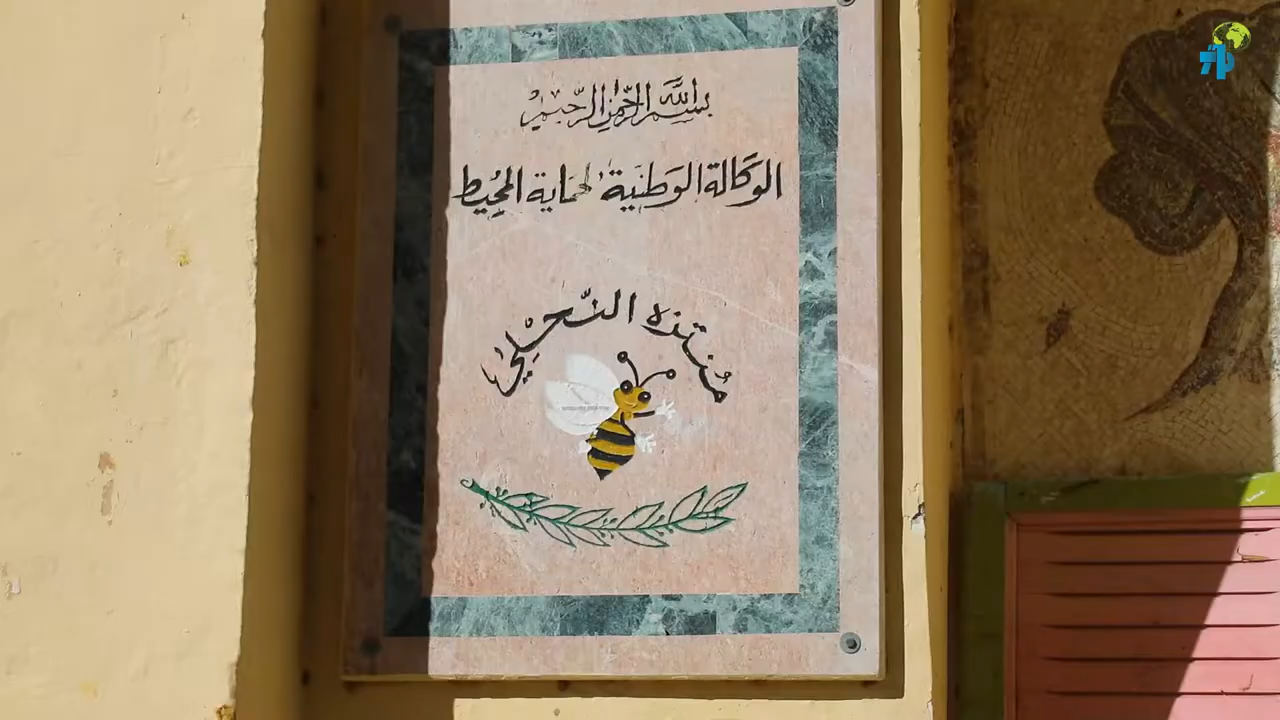 بسم الله الرحمن الرحيم
الوكالة الوطنية لحماية المحيط
منتزه النحلي